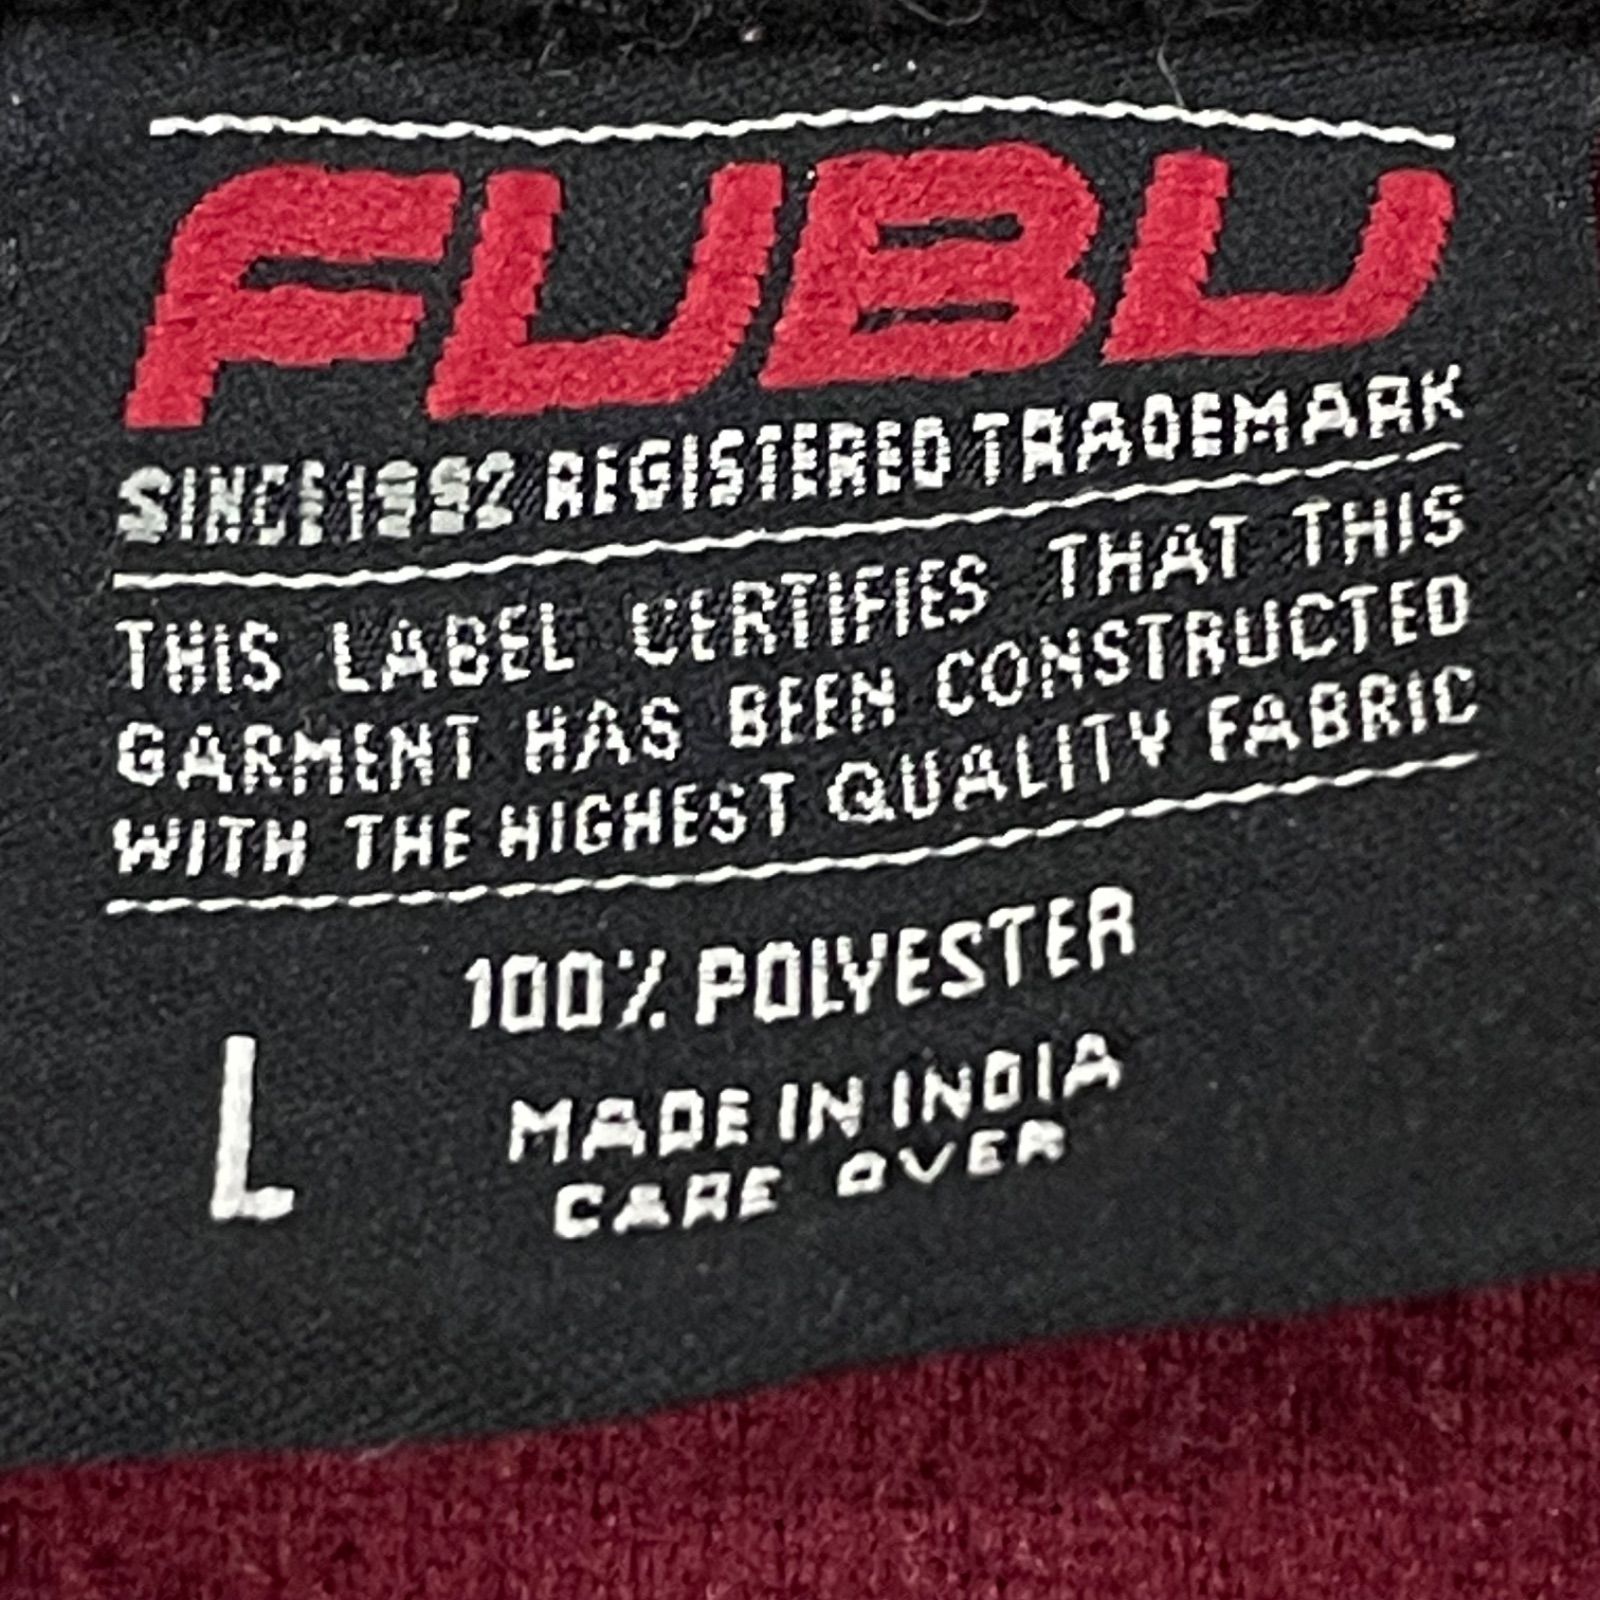 FUBU
SINCE 1992 REGISTERED TRADEMARK
THIS LABEL CERTIFIES THAT THIS
GARMENT HAS BEEN CONSTRUCTED
WITH THE HIGHEST QUALITY FABRIC
100% POLYESTER
L
MADE IN INDIA
CARE OVER